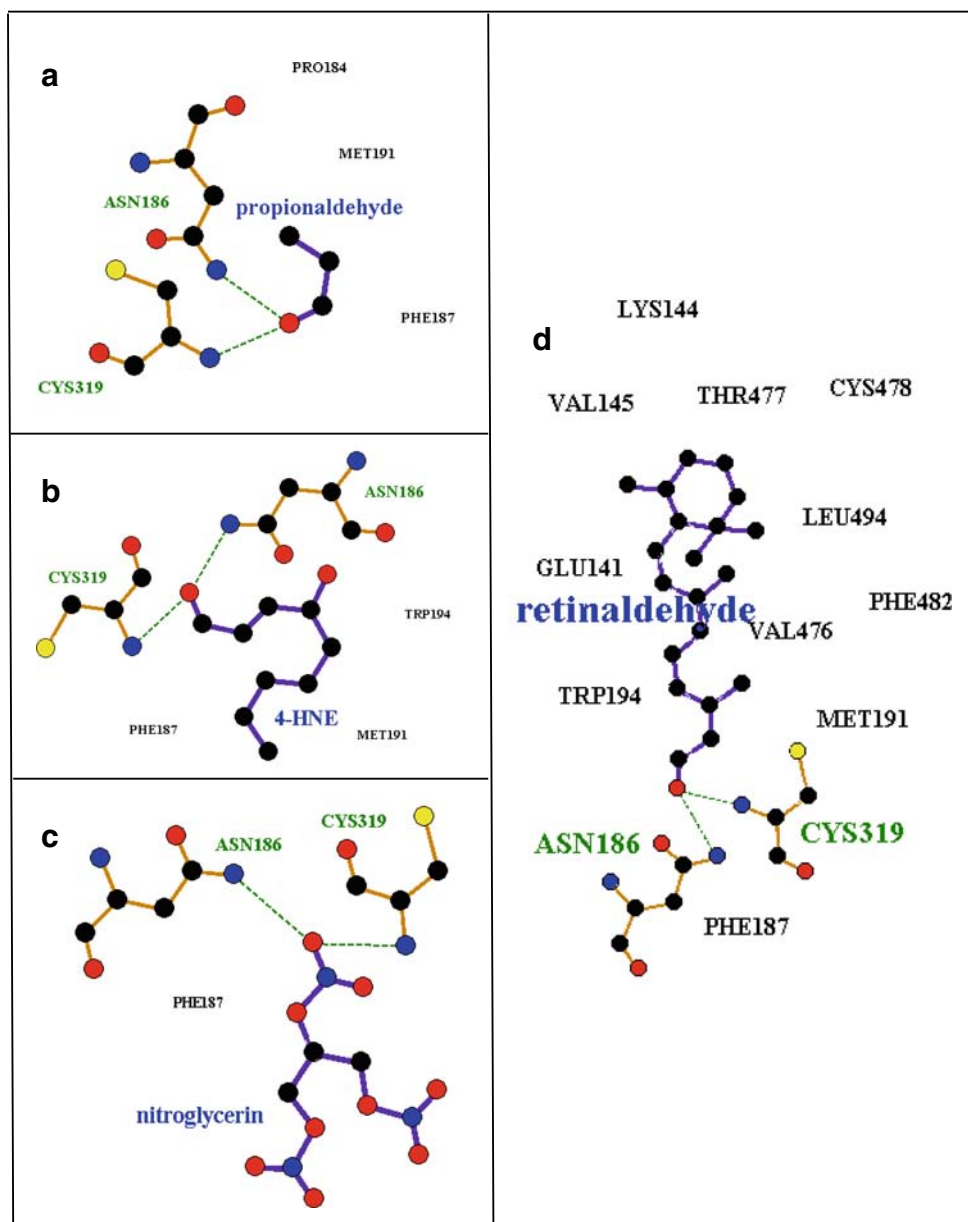 a
PRO184
MET191
ASN186
propionaldehyde
PHE187
CYS319
b
ASN186
CYS319
TRP194
PHE187
4-HNE
MET191
c
CYS319
ASN186
PHE187
nitroglycerin
LYS144
d
VAL145
THR477
CYS478
LEU494
GLU141
retinaldehyde
PHE482
VAL476
TRP194
MET191
ASN186
CYS319
PHE187